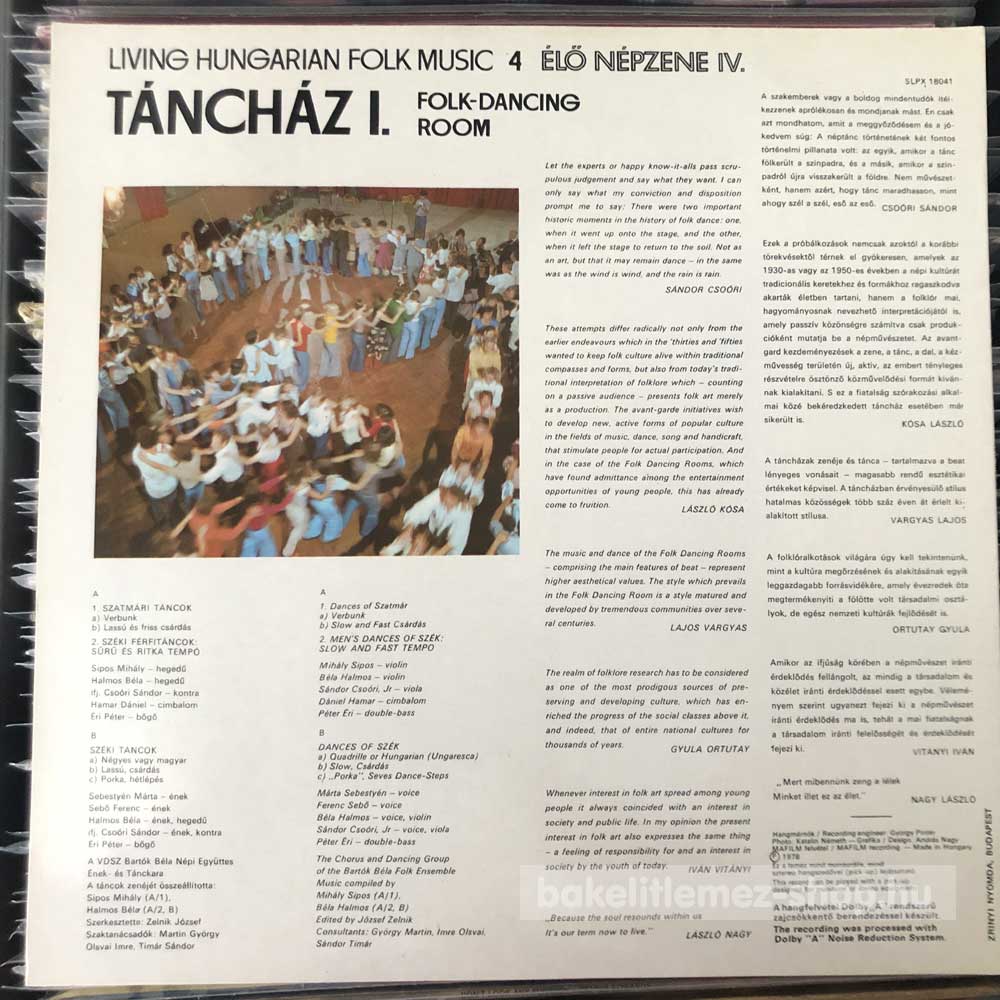 LIVING HUNGARIAN FOLK MUSIC 4 ÉLŐ NÉPZENE IV.
TÁNCHÁZ I.
FOLK-DANCING
ROOM
SLPX 18041
A
1. SZATMÁRI TÁNCOK
a) Verbunk
b) Lassú és friss csárdás
2. SZÉKI FÉRFITÁNCOK:
SŰRŰ ÉS RITKA TEMPÓ
Sipos Mihály – hegedű
Halmos Béla – hegedű
ifj. Csoóri Sándor – kontra
Hamar Dániel – cimbalom
Éri Péter – bőgő
B
SZÉKI TÁNCOK
a) Négyes vagy magyar
b) Lassú, csárdás
c) Porka, hétlépés
Sebestyén Márta – ének
Sebő Ferenc – ének
Halmos Béla – ének, hegedű
ifj. Csoóri Sándor – ének, kontra
Éri Péter – bőgő
A VDSZ Bartók Béla Népi Együttes
Ének- és Tánckara
A táncok zenéjét összeállította:
Sipos Mihály (A/1),
Halmos Béla (A/2, B)
Szerkesztette: Zelnik József
Szaktanácsadók: Martin György
Olsvai Imre, Timár Sándor
A
1. Dances of Szatmár
a) Verbunk
b) Slow and Fast Csárdás
2. MEN'S DANCES OF SZÉK:
SLOW AND FAST TEMPO
Mihály Sipos – violin
Béla Halmos – violin
Sándor Csoóri, Jr – viola
Dániel Hamar – cimbalom
Péter Éri – double-bass
B
DANCES OF SZÉK
a) Quadrille or Hungarian (Ungaresca)
b) Slow, Csárdás
c) „Porka", Seves Dance-Steps
Márta Sebestyén – voice
Ferenc Sebő – voice
Béla Halmos – voice, violin
Sándor Csoóri, Jr – voice, viola
Péter Éri – double-bass
The Chorus and Dancing Group
of the Bartók Béla Folk Ensemble
Music compiled by
Mihály Sipos (A/1),
Béla Halmos (A/2, B)
Edited by József Zelnik
Consultants: György Martin, Imre Olsvai,
Sándor Timár
Let the experts or happy know-it-alls pass scru-
pulous judgement and say what they want. I can
only say what my conviction and disposition
prompt me to say: There were two important
historic moments in the history of folk dance: one,
when it went up onto the stage, and the other,
when it left the stage to return to the soil. Not as
an art, but that it may remain dance – in the same
was as the wind is wind, and the rain is rain.
SÁNDOR CSOÓRI
These attempts differ radically not only from the
earlier endeavours which in the 'thirties and 'fifties
wanted to keep folk culture alive within traditional
compasses and forms, but also from today's tradi-
tional interpretation of folklore which – counting
on a passive audience – presents folk art merely
as a production. The avant-garde initiatives wish
to develop new, active forms of popular culture
in the fields of music, dance, song and handicraft,
that stimulate people for actual participation. And
in the case of the Folk Dancing Rooms, which
have found admittance among the entertainment
opportunities of young people, this has already
come to fruition.
LÁSZLÓ KÓSA
The music and dance of the Folk Dancing Rooms
– comprising the main features of beat – represent
higher aesthetical values. The style which prevails
in the Folk Dancing Room is a style matured and
developed by tremendous communities over seve-
ral centuries.
LAJOS VARGYAS
The realm of folklore research has to be considered
as one of the most prodigious sources of pre-
serving and developing culture, which has en-
riched the progress of the social classes above it,
and indeed, that of entire national cultures for
thousands of years.
GYULA ORTUTAY
Whenever interest in folk art spread among young
people it always coincided with an interest in
society and public life. In my opinion the present
interest in folk art also expresses the same thing
– a feeling of responsibility for and an interest in
society by the youth of today.
IVÁN VITÁNYI
„Because the soul resounds within us
It's our term now to live."
LÁSZLÓ NAGY
A szakemberek vagy a boldog mindentudók ítél-
kezzenek aprólékosan és mondjanak mást. Én csak
azt mondhatom, amit a meggyőződésem és a jó-
kedvem súg: A néptánc történetének két fontos
történelmi pillanata volt: az egyik, amikor a tánc
fölkerült a színpadra, és a másik, amikor a szín-
padról újra visszakerült a földre. Nem művészet-
ként, hanem azért, hogy tánc maradhasson, mint
ahogy szél a szél, eső az eső.
CSOÓRI SÁNDOR
Ezek a próbálkozások nemcsak azoktól a korábbi
törekvésektől térnek el gyökeresen, amelyek az
1930-as vagy az 1950-es években a népi kultúrát
tradicionális keretekhez és formákhoz ragaszkodva
akarták életben tartani, hanem a folklór mai,
hagyományosnak nevezhető interpretációjától is,
amely passzív közönségre számítva csak produk-
cióként mutatja be a népművészetet. Az avant-
gard kezdeményezések a zene, a tánc, a dal, a kéz-
művesség területén új, aktív, az embert tényleges
részvételre ösztönző közművelődési formát kíván-
nak kialakítani. S ez a fiatalság szórakozási alkal-
mai közé bekéredzkedett táncház esetében már
sikerült is.
KÓSA LÁSZLÓ
A táncházak zenéje és tánca – tartalmazva a beat
lényeges vonásait – magasabb rendű esztétikai
értékeket képvisel. A táncházban érvényesülő stílus
hatalmas közösségek több száz éven át érlelt ki-
alakított stílusa.
VARGYAS LAJOS
A folklóralkotások világára úgy kell tekintenünk,
mint a kultúra megőrzésének és alakításának egyik
leggazdagabb forrásvidékére, amely évezredek óta
megtermékenyíti a fölötte volt társadalmi osztá-
lyok, de egész nemzeti kultúrák fejlődését is.
ORTUTAY GYULA
Amikor az ifjúság körében a népművészet iránti
érdeklődés fellángolt, az mindig a társadalom és
közélet iránti érdeklődéssel esett egybe. Vélemé-
nyem szerint ugyanezt fejezi ki a népművészet
iránti érdeklődés ma is, tehát a mai fiatalságnak
a társadalom iránti felelősségét és érdeklődését
fejezi ki.
VITÁNYI IVÁN
„Mert mibennünk zeng a lélek
Minket illet ez az élet."
NAGY LÁSZLÓ
Hangmérnök / Recording engineer: György
Photo: Katalin Németh – Grafika / Design: András Nagy
MAFILM felvétel / MAFILM recording – Made in Hungary
Ⓟ 1978
A hangfelvétel Dolby „A" rendszerű
zajcsökkentő berendezéssel készült.
The recording was processed with
Dolby "A" Noise Reduction System.
ZRÍNYI NYOMDA, BUDAPEST
bakelitlemez-shop.hu